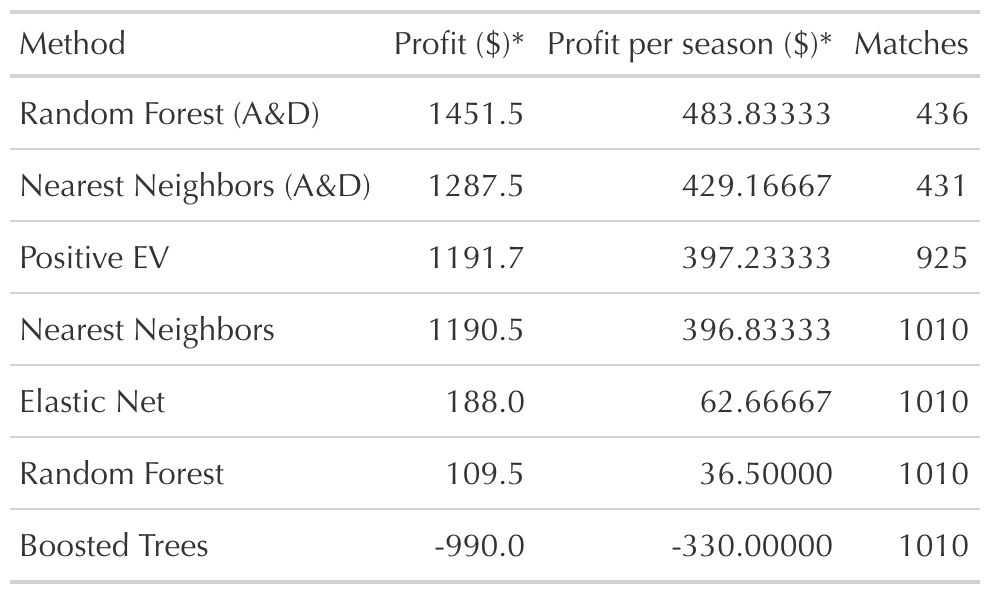 Method Profit ($)* Profit per season ($)* Matches
Random Forest (A&D) 1451.5 483.83333 436
Nearest Neighbors (A&D) 1287.5 429.16667 431
Positive EV 1191.7 397.23333 925
Nearest Neighbors 1190.5 396.83333 1010
Elastic Net 188.0 62.66667 1010
Random Forest 109.5 36.50000 1010
Boosted Trees -990.0 -330.00000 1010